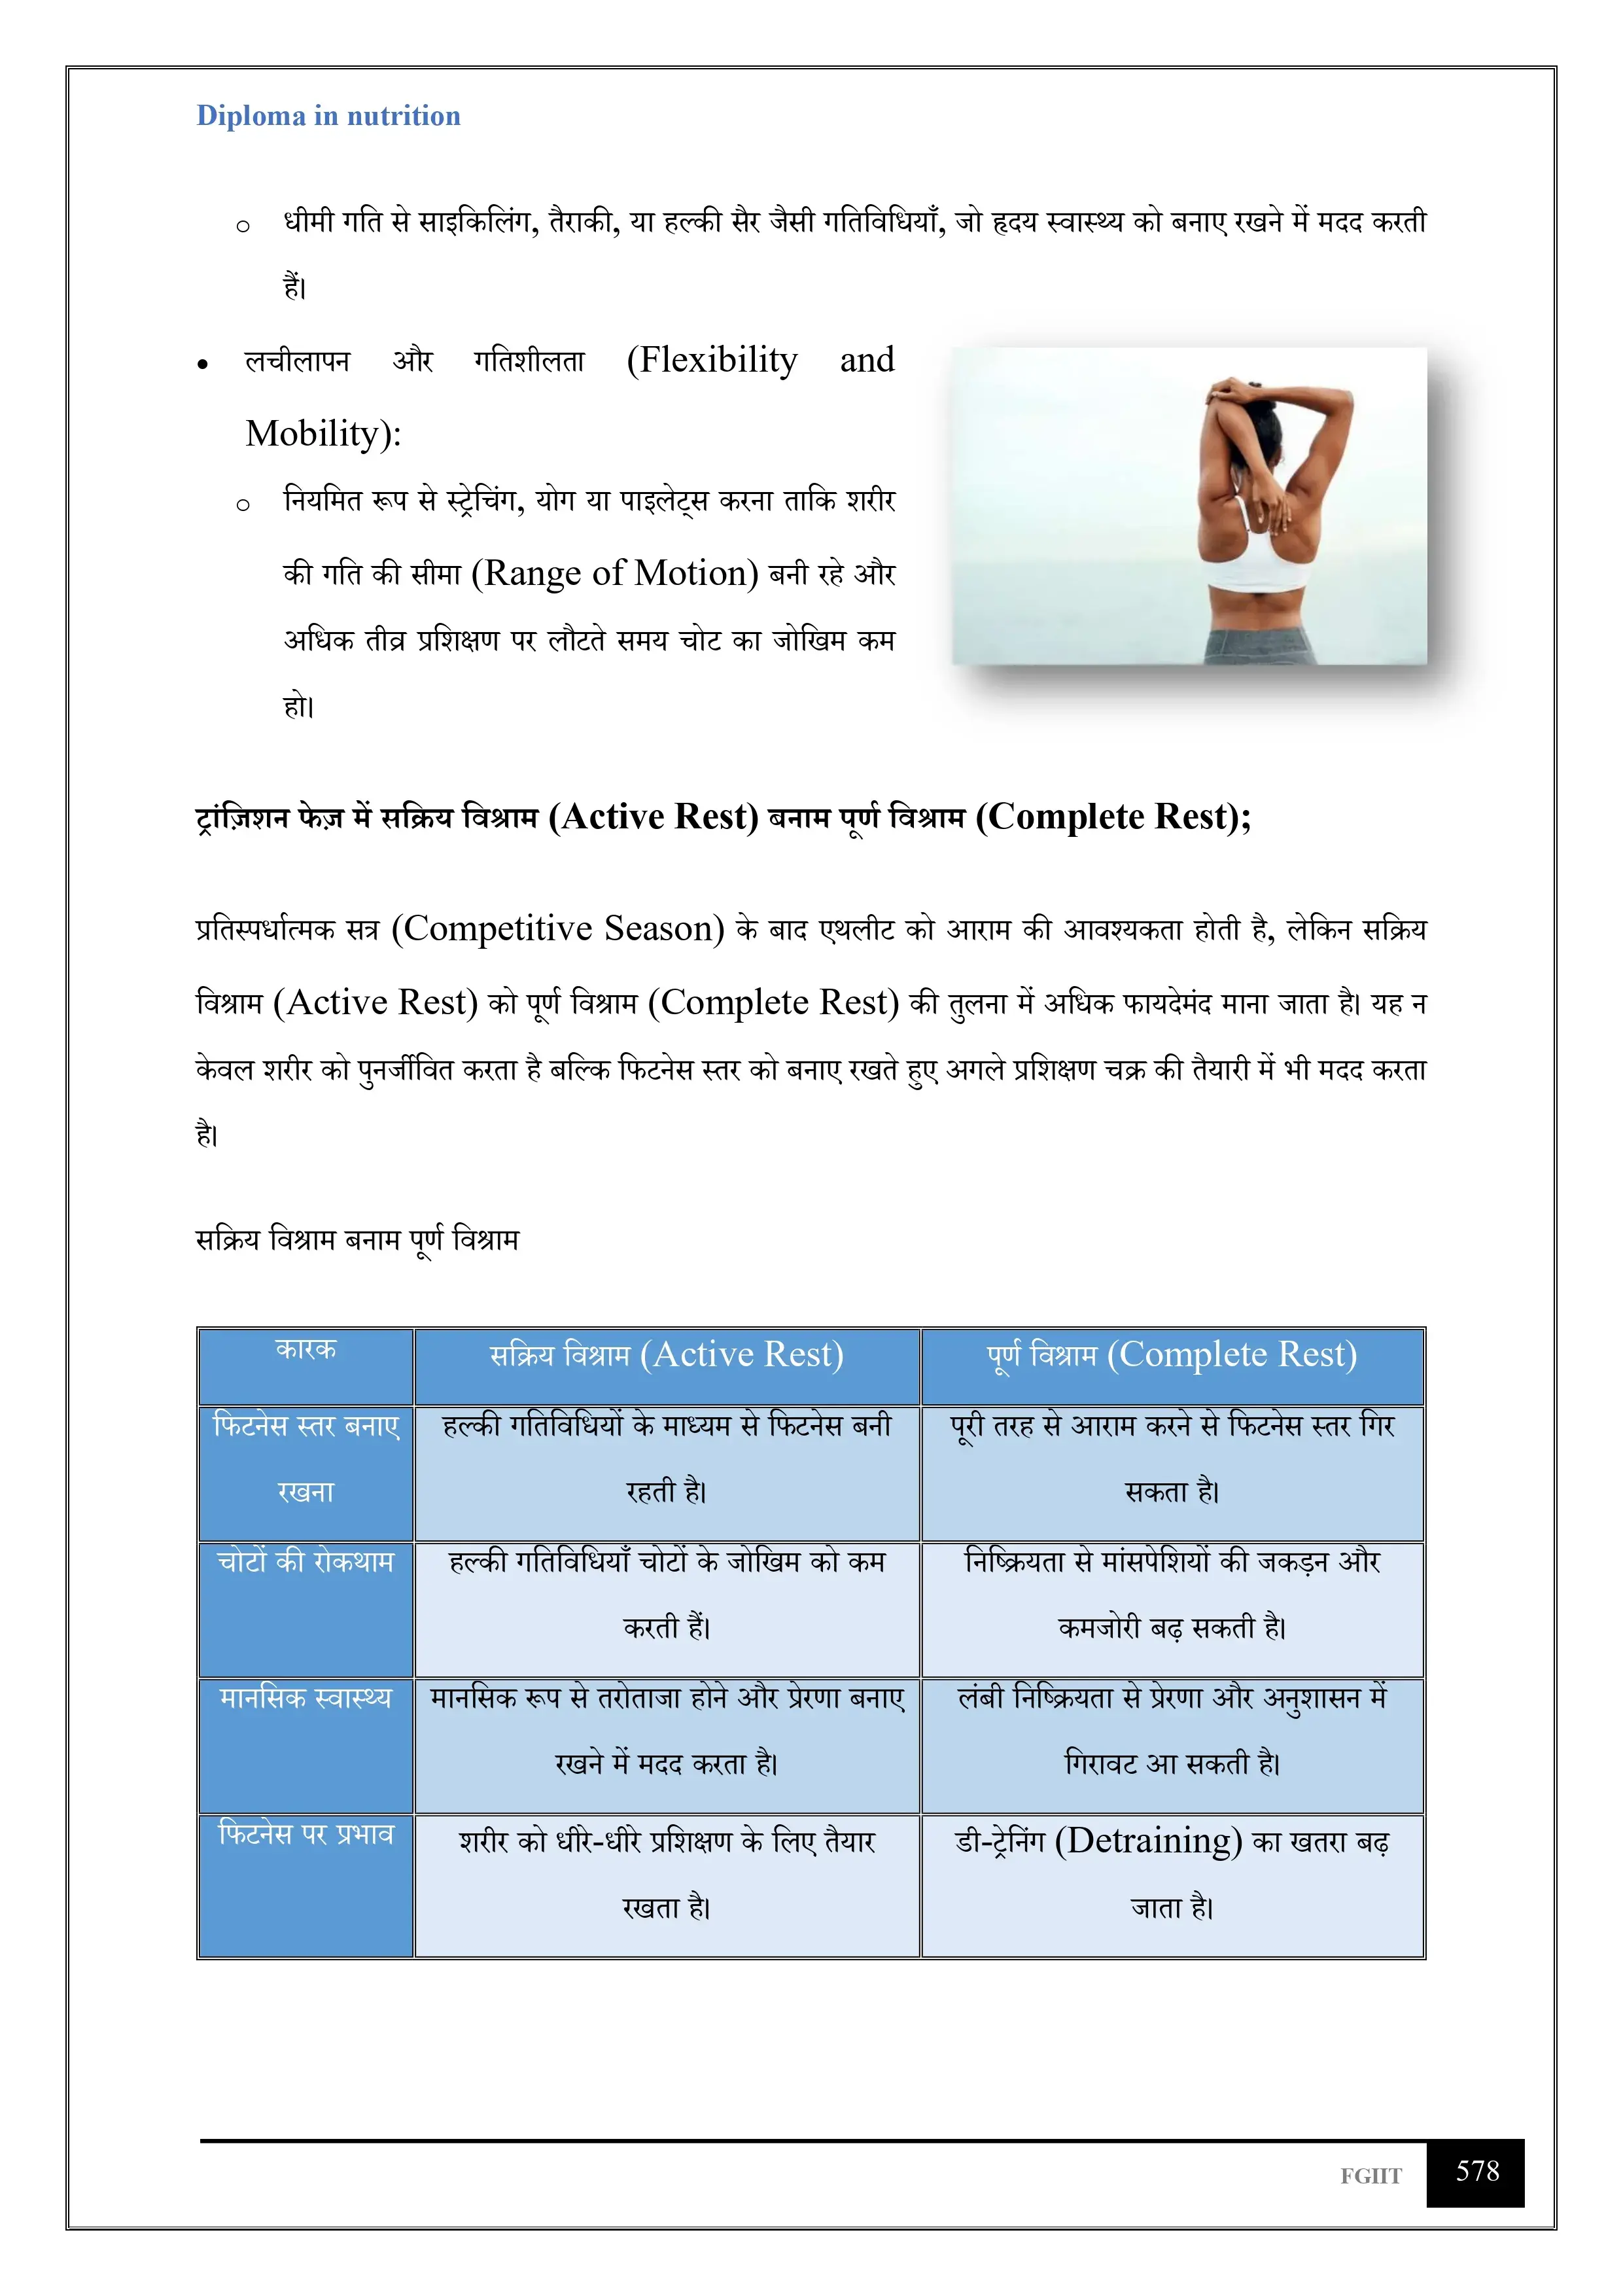 Diploma in nutrition
o धीमी गति से साइकिलिंग, तैराकी, या हल्की सैर जैसी गतिविधियाँ, जो हृदय स्वास्थ्य को बनाए रखने में मदद करती
हैं।
• लचीलापन और गतिशीलता (Flexibility and
Mobility):
o नियमित रूप से स्ट्रेचिंग, योग या पाइलेट्स करना ताकि शरीर
की गति की सीमा (Range of Motion) बनी रहे और
अधिक तीव्र प्रशिक्षण पर लौटते समय चोट का जोखिम कम
हो।
ट्रांज़िशन फेज़ में सक्रिय विश्राम (Active Rest) बनाम पूर्ण विश्राम (Complete Rest);
प्रतिस्पर्धात्मक सत्र (Competitive Season) के बाद एथलीट को आराम की आवश्यकता होती है, लेकिन सक्रिय
विश्राम (Active Rest) को पूर्ण विश्राम (Complete Rest) की तुलना में अधिक फायदेमंद माना जाता है। यह न
केवल शरीर को पुनर्जीवित करता है बल्कि फिटनेस स्तर को बनाए रखते हुए अगले प्रशिक्षण चक्र की तैयारी में भी मदद करता
है।
सक्रिय विश्राम बनाम पूर्ण विश्राम
कारक सक्रिय विश्राम (Active Rest) पूर्ण विश्राम (Complete Rest)
फिटनेस स्तर बनाए हल्की गतिविधियों के माध्यम से फिटनेस बनी पूरी तरह से आराम करने से फिटनेस स्तर गिर
रखना रहती है। सकता है।
चोटों की रोकथाम हल्की गतिविधियाँ चोटों के जोखिम को कम निष्क्रियता से मांसपेशियों की जकड़न और
करती हैं। कमजोरी बढ़ सकती है।
मानसिक स्वास्थ्य मानसिक रूप से तरोताजा होने और प्रेरणा बनाए लंबी निष्क्रियता से प्रेरणा और अनुशासन में
रखने में मदद करता है। गिरावट आ सकती है।
फिटनेस पर प्रभाव शरीर को धीरे-धीरे प्रशिक्षण के लिए तैयार डी-ट्रेनिंग (Detraining) का खतरा बढ़
रखता है। जाता है।
FGIIT 578